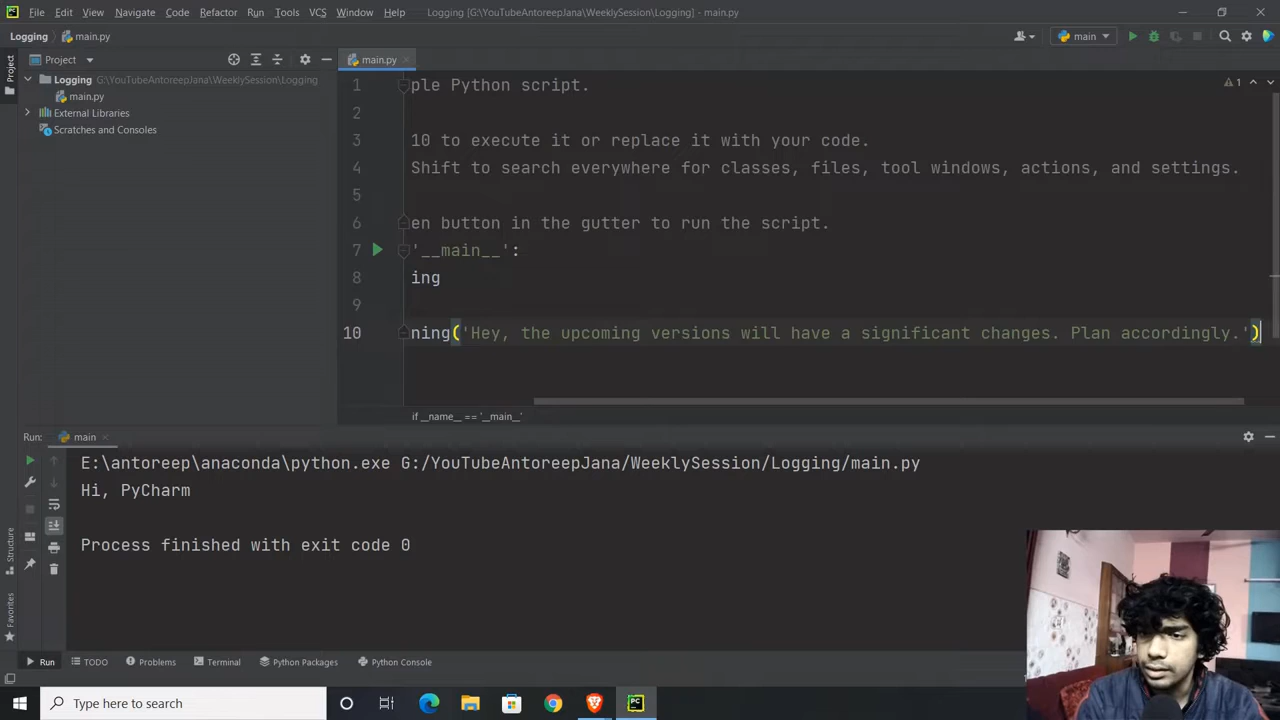 File Edit View Navigate Code Refactor Run Tools VCS Window Help Logging [G:\YouTubeAntoreepJana\WeeklySession\Logging] - main.py
Logging main.py main
Project Project main.py
Logging G:\YouTubeAntoreepJana\WeeklySession\Logging
main.py
External Libraries
Scratches and Consoles
1 ple Python script. 1
2
3 10 to execute it or replace it with your code.
4 Shift to search everywhere for classes, files, tool windows, actions, and settings.
5
6 en button in the gutter to run the script.
7 '__main__':
8 ing
9
10 ning('Hey, the upcoming versions will have a significant changes. Plan accordingly.')
if __name__ == '__main__'
Run: main
E:\antoreep\anaconda\python.exe G:/YouTubeAntoreepJana/WeeklySession/Logging/main.py
Hi, PyCharm
Process finished with exit code 0
Structure
Favorites
Run TODO Problems Terminal Python Packages Python Console
Type here to search
PC